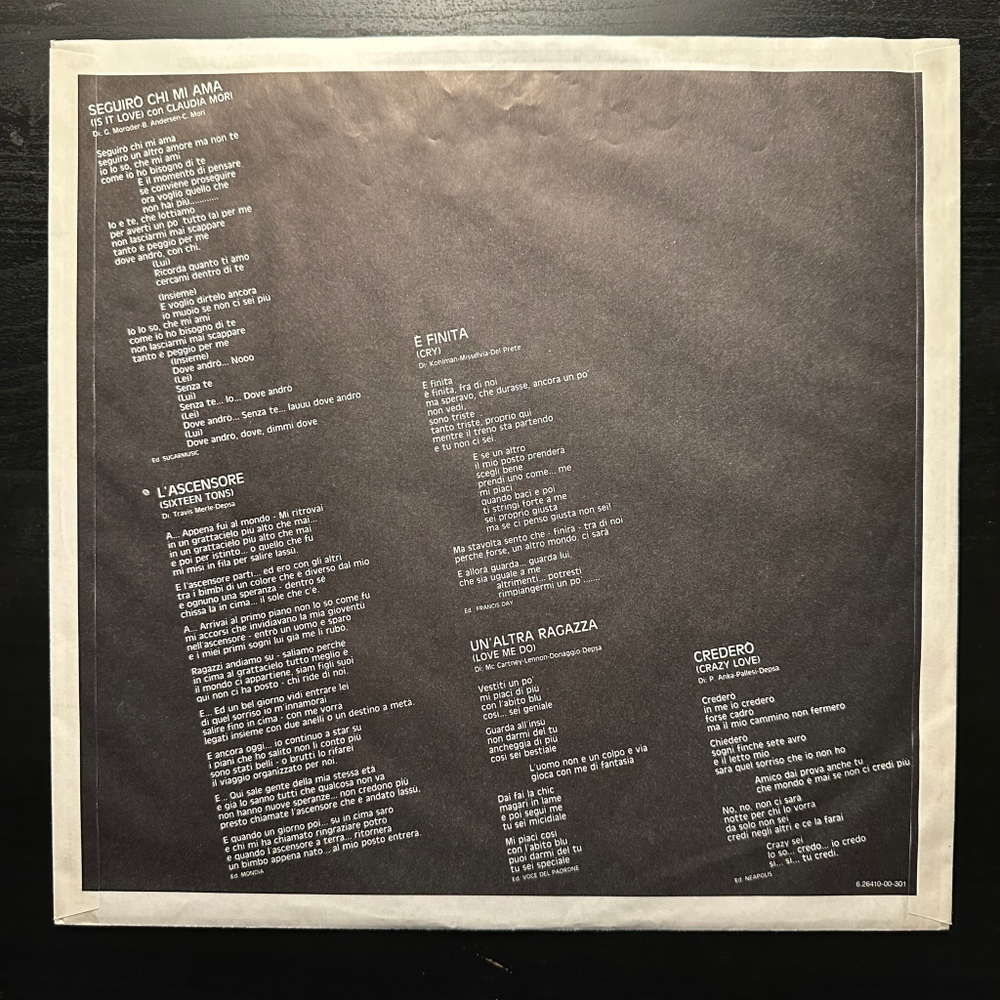 SEGUIRÒ CHI MI AMA
(IS IT LOVE) con CLAUDIA MORI
Di: G. Moroder-B. Andersen-C. Mori
Seguirò chi mi ama
seguirò un altro amore ma non te
io lo so, che mi ami
come io ho bisogno di te
È il momento di pensare
se conviene proseguire
ora voglio quello che
non hai più............
Io e te, che lottiamo
per averti un po' tutto (a) per me
non lasciarmi mai scappare
tanto è peggio per me
dove andrò, con chi.
(Lui)
Ricorda quanto ti amo
cercami dentro di te
(Insieme)
E voglio dirtelo ancora
io muoio se non ci sei più
Io lo so, che mi ami
come io ho bisogno di te
non lasciarmi mai scappare
tanto è peggio per me
(Insieme)
Dove andrò... Nooo
(Lei)
Senza te
(Lui)
Senza te... Io... Dove andrò
(Lei)
Dove andrò... Senza te... Iauuu dove andrò
(Lui)
Dove andrò, dove, dimmi dove
Ed. SUGARMUSIC
L'ASCENSORE
(SIXTEEN TONS)
Di: Travis Merle-Depsa
A... Appena fui al mondo - Mi ritrovai
in un grattacielo più alto che mai...
in un grattacielo più alto che mai
e poi per istinto... o quello che fu
mi misi in fila per salire lassù.
E l'ascensore partì... ed ero con gli altri
tra i bimbi di un colore che è diverso dal mio
e ognuno una speranza - dentro sé
chissà là in cima... il sole che c'è.
A... Arrivai al primo piano non lo so come fu
mi accorsi che invidiavano la mia gioventù
nell'ascensore - entrò un uomo e sparò
e i miei primi sogni lui già me li rubò.
Ragazzi andiamo su - saliamo perchè
in cima al grattacielo tutto meglio è
il mondo ci appartiene, siam figli suoi
qui non ci ha posto - chi ride di noi.
E... Ed un bel giorno vidi entrare lei
di quel sorriso io m'innamorai
salire fino in cima - con me vorrà
legati insieme con due anelli o un destino a metà.
E ancora oggi... io continuo a star su
i piani che ho salito non li conto più
sono stati belli - o brutti lo rifarei
il viaggio organizzato per noi.
E... Qui sale gente della mia stessa età
e già lo sanno tutti che qualcosa non va
non hanno nuove speranze... non credono più
presto chiamate l'ascensore che è andato lassù.
E quando un giorno poi... su in cima sarò
e chi mi ha chiamato ringraziare potrò
e quando l'ascensore a terra... ritornerà
un bimbo appena nato... al mio posto entrerà.
Ed. MONDIA
È FINITA
(CRY)
Di: Kohlman-Misselvia-Del Prete
È finita
è finita, fra di noi
ma speravo, che durasse, ancora un po'
non vedi,
sono triste
tanto triste, proprio qui
mentre il treno sta partendo
e tu non ci sei.
E se un altro
il mio posto prenderà
scegli bene
prendi uno come... me
mi piaci
quando baci e poi
ti stringi forte a me
sei proprio giusta
ma se ci penso giusta non sei!
Ma stavolta sento che - finirà - tra di noi
perchè forse, un altro mondo, ci sarà
E allora guarda... guarda lui,
che sia uguale a me
altrimenti... potresti
rimpiangermi un po'.......
Ed. FRANCIS DAY
UN'ALTRA RAGAZZA
(LOVE ME DO)
Di: Mc Cartney-Lennon-Donaggio-Depsa
Vestiti un po'
mi piaci di più
con l'abito blu
così... sei geniale
Guarda all'insù
non darmi del tu
ancheggia di più
così sei bestiale
L'uomo non è un colpo e via
gioca con me di fantasia
Dai fai la chic
magari in lamé
e poi segui me
tu sei micidiale
Mi piaci così
con l'abito blu
puoi darmi del tu
tu sei speciale
Ed. VOCE DEL PADRONE
CREDERÒ
(CRAZY LOVE)
Di: P. Anka-Pallesi-Depsa
Crederò
in me io crederò
forse cadrò
ma il mio cammino non fermerò
Chiederò
sogni finchè sete avrò
e il letto mio
sarà quel sorriso che io non ho
Amico dai prova anche tu
che mondo è mai se non ci credi più
No, no, non ci sarà
notte per chi lo vorrà
da solo non sei
credi negli altri e ce la farai
Crazy sei
lo so... credo... io credo
si... si... tu credi.
Ed. NEAPOLIS
6.26410-00-301